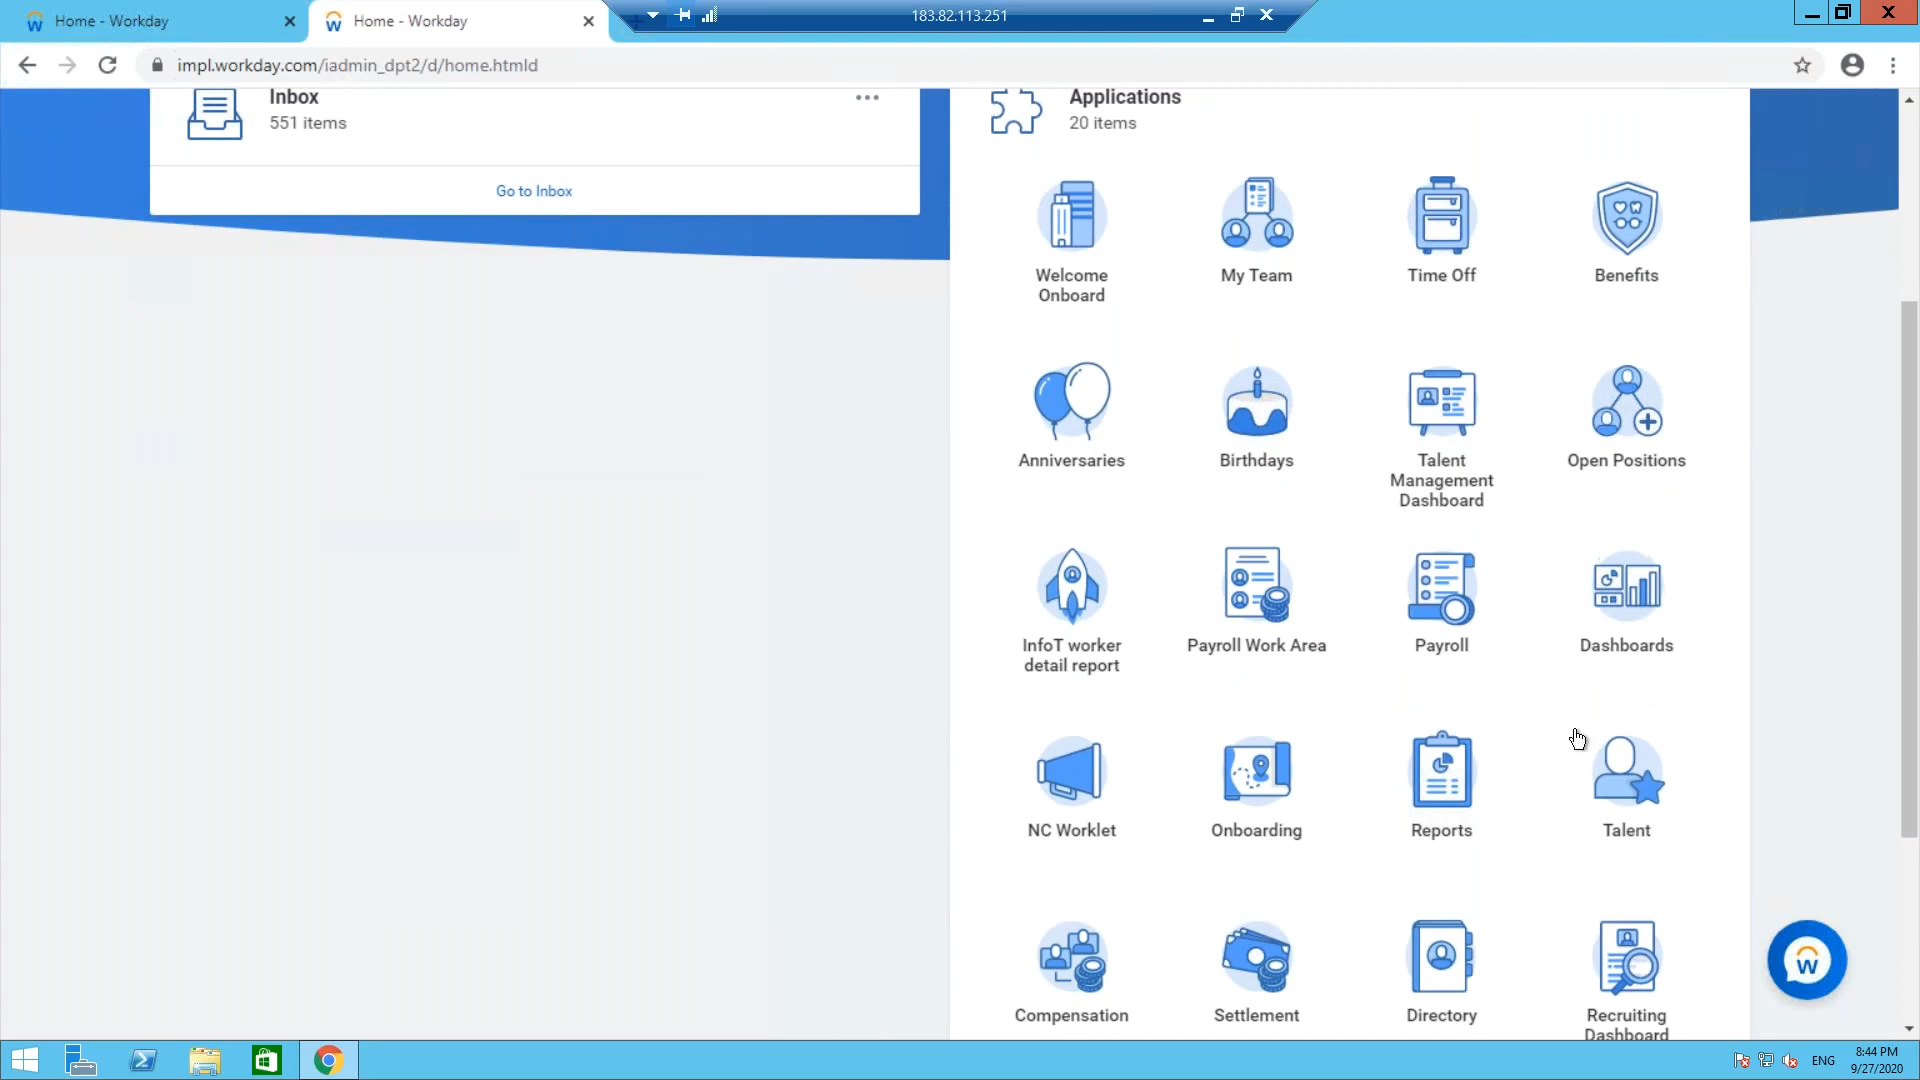 Home - Workday
Home - Workday
183.82.113.251
impl.workday.com/iadmin_dpt2/d/home.htmld
Inbox
551 items
Go to Inbox
Applications
20 items
Welcome
Onboard
My Team
Time Off
Benefits
Anniversaries
Birthdays
Talent
Management
Dashboard
Open Positions
InfoT worker
detail report
Payroll Work Area
Payroll
Dashboards
NC Worklet
Onboarding
Reports
Talent
Compensation
Settlement
Directory
Recruiting
Dashboard
ENG
8:44 PM
9/27/2020